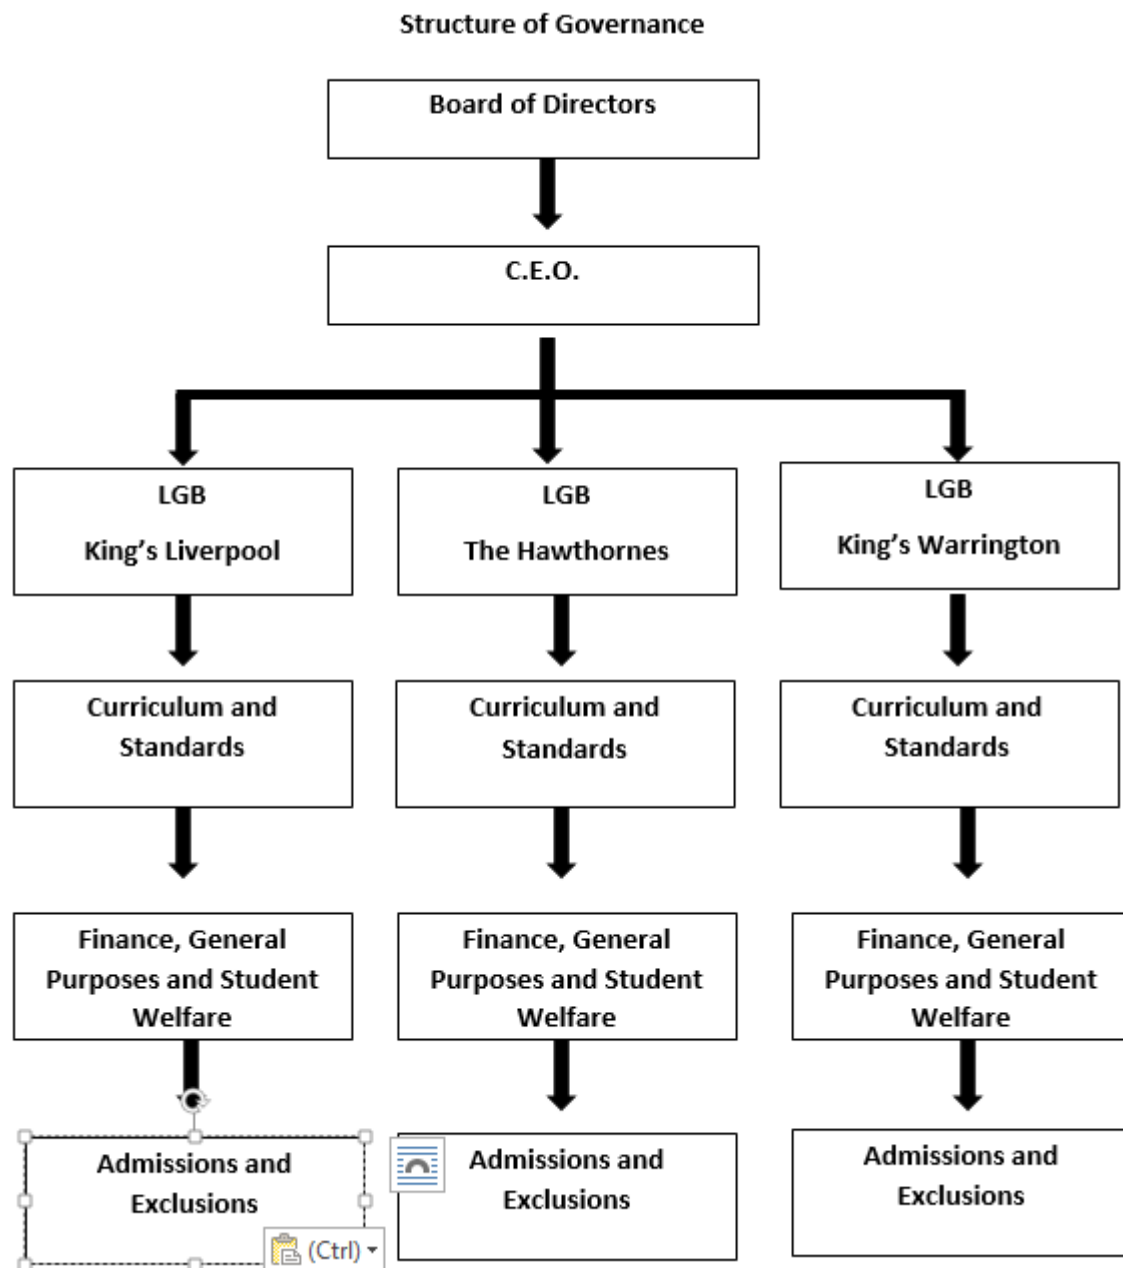 Structure of Governance
Board of Directors
C.E.O.
LGB
King's Liverpool
LGB
The Hawthornes
LGB
King's Warrington
Curriculum and
Standards
Curriculum and
Standards
Curriculum and
Standards
Finance, General
Purposes and Student
Welfare
Finance, General
Purposes and Student
Welfare
Finance, General
Purposes and Student
Welfare
Admissions and
Exclusions
(Ctrl)
Admissions and
Exclusions
Admissions and
Exclusions